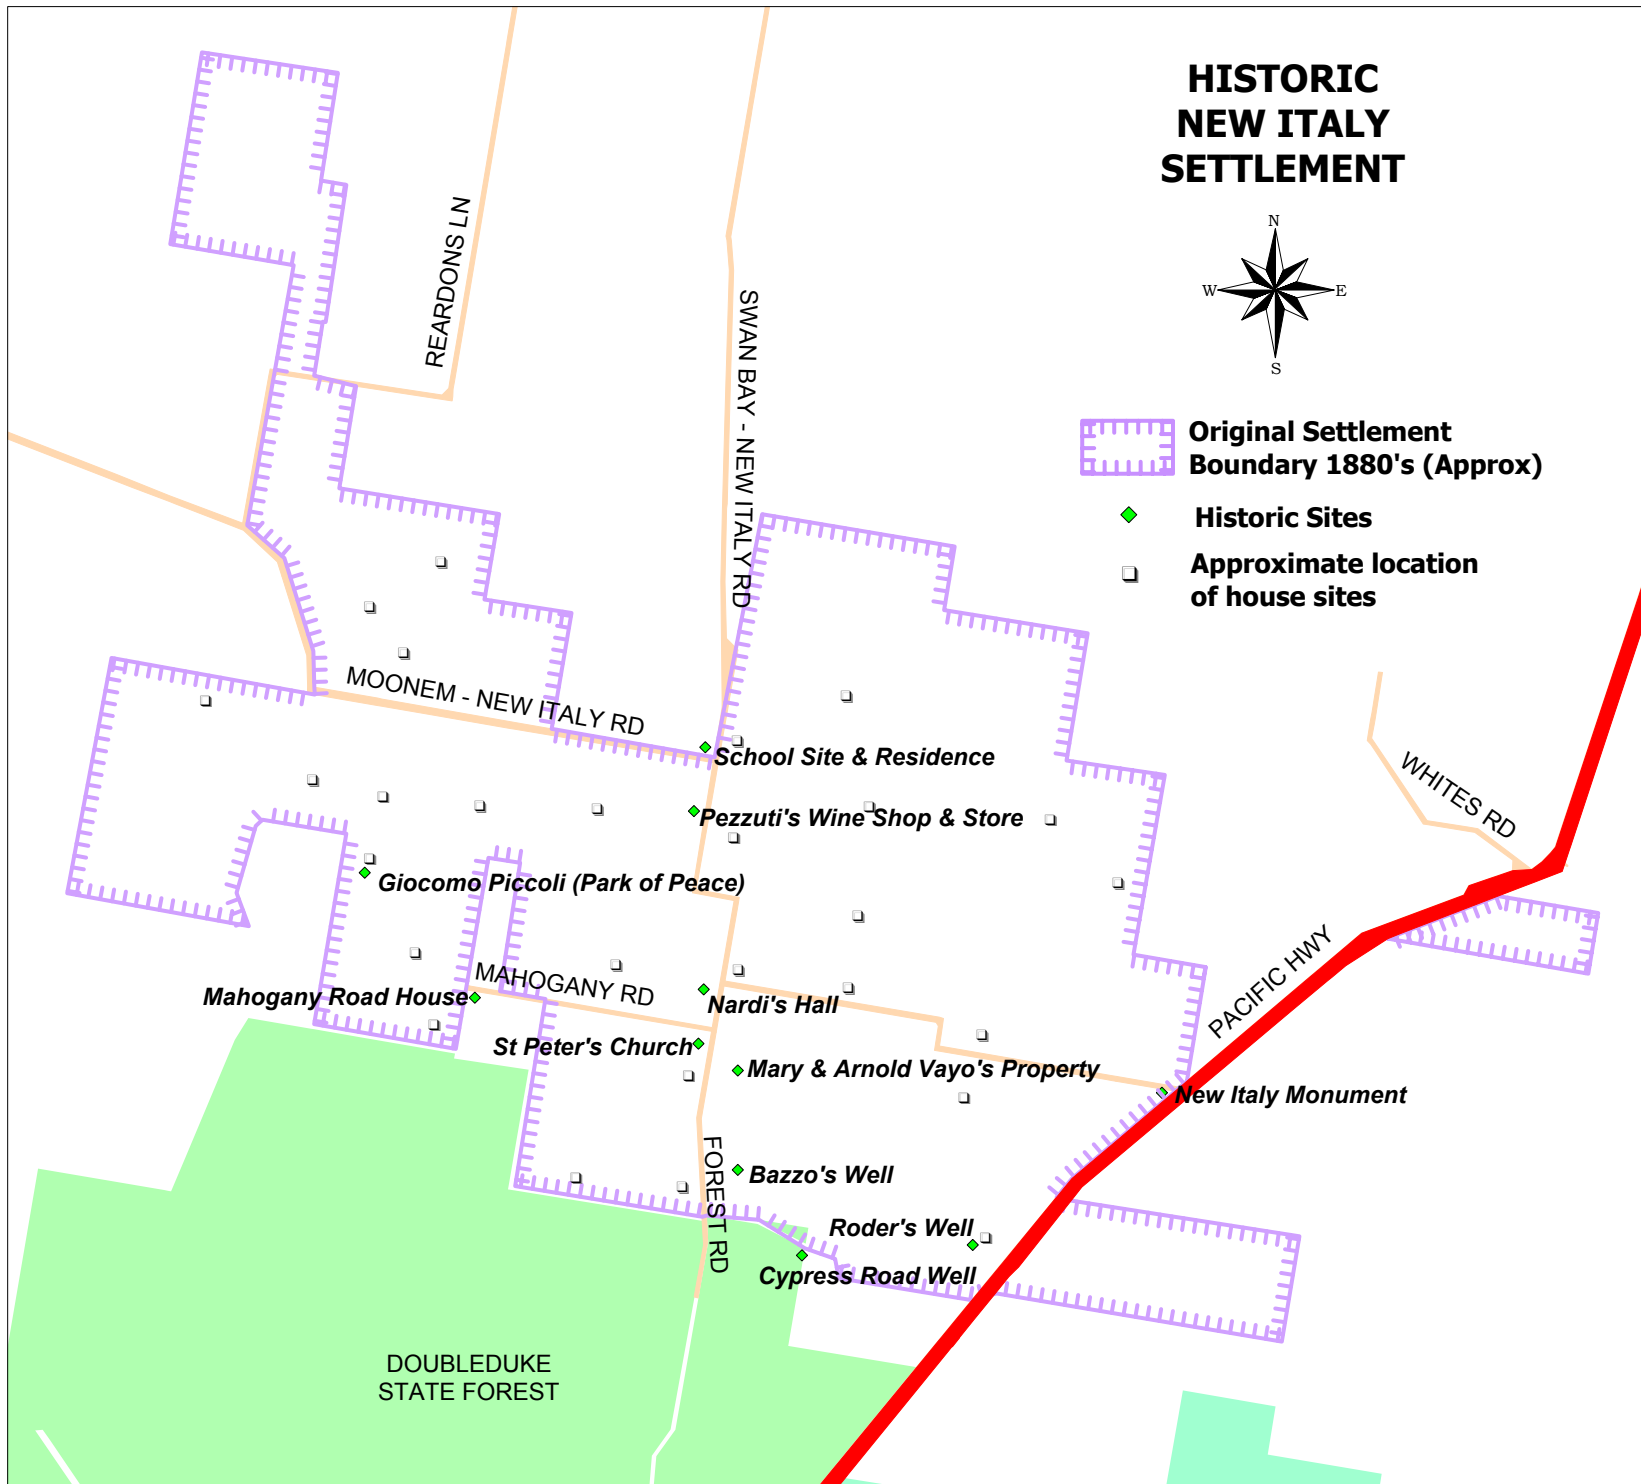 HISTORIC
NEW ITALY
SETTLEMENT
N
W
E
S
REARDONS LN
SWAN BAY - NEW ITALY RD
Original Settlement
Boundary 1880's (Approx)
Historic Sites
Approximate location
of house sites
MOONEM - NEW ITALY RD
School Site & Residence
WHITES RD
Pezzuti's Wine Shop & Store
Giocomo Piccoli (Park of Peace)
PACIFIC HWY
MAHOGANY RD
Mahogany Road House
Nardi's Hall
St Peter's Church
Mary & Arnold Vayo's Property
New Italy Monument
FOREST RD
Bazzo's Well
Roder's Well
Cypress Road Well
DOUBLEDUKE
STATE FOREST